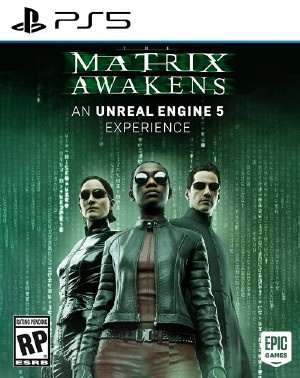 PS5
THE
MATRIX
AWAKENS
AN UNREAL ENGINE 5
EXPERIENCE
RATING PENDING
RP
ESRB
EPIC
GAMES